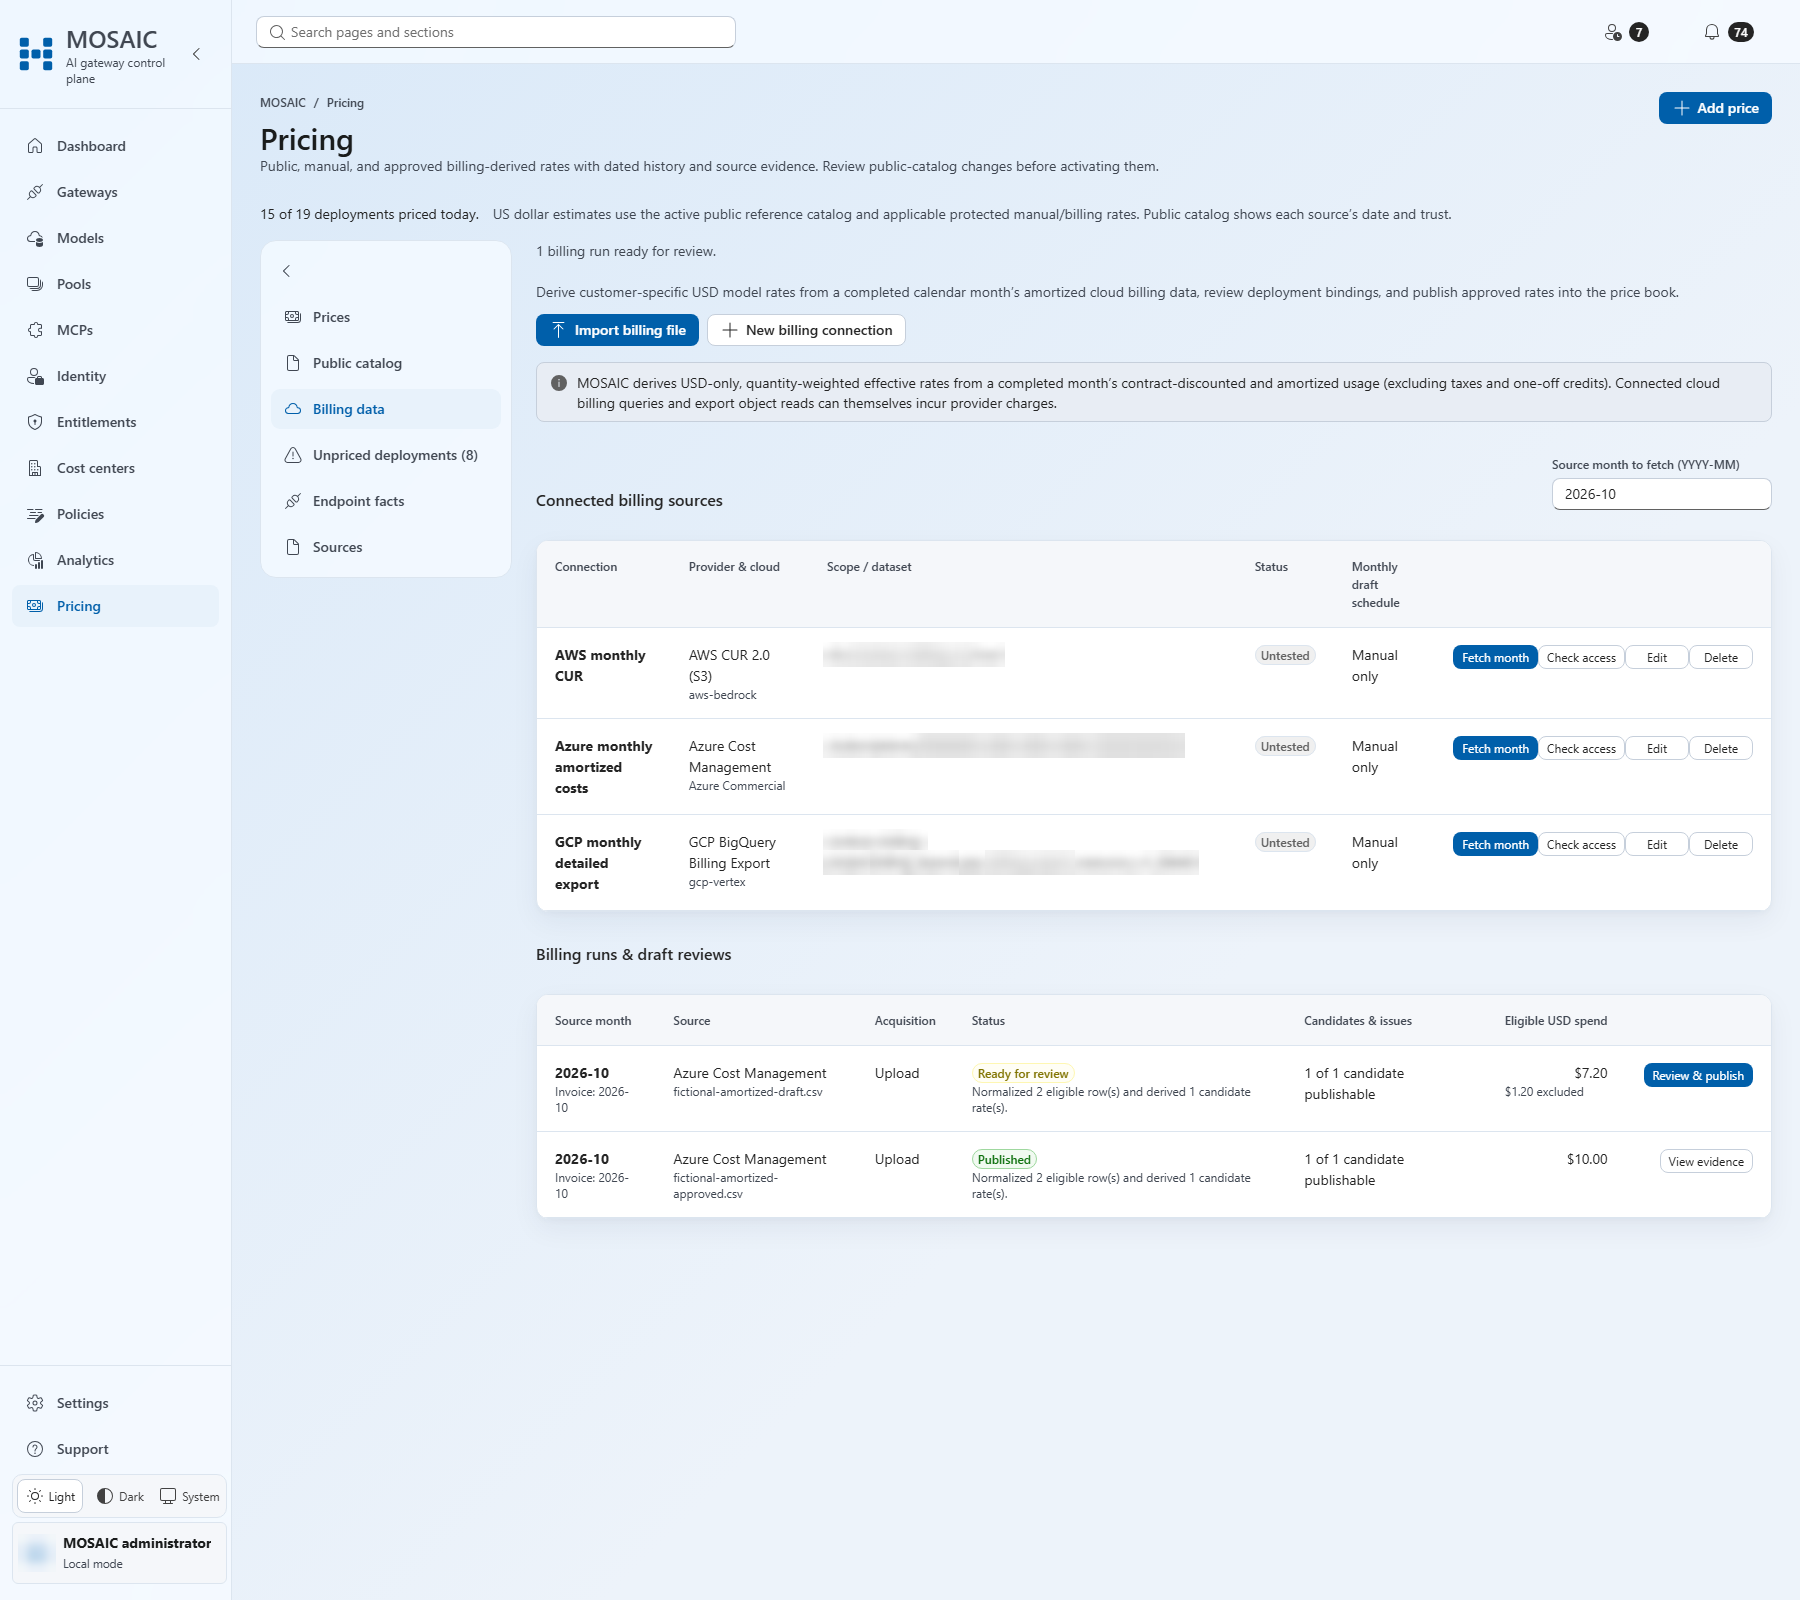 MOSAIC
AI gateway control
plane
Search pages and sections
7
74
Dashboard
Gateways
Models
Pools
MCPs
Identity
Entitlements
Cost centers
Policies
Analytics
Pricing
Settings
Support
Light
Dark
System
MOSAIC administrator
Local mode
MOSAIC / Pricing
Add price
Pricing
Public, manual, and approved billing-derived rates with dated history and source evidence. Review public-catalog changes before activating them.
15 of 19 deployments priced today. US dollar estimates use the active public reference catalog and applicable protected manual/billing rates. Public catalog shows each source's date and trust.
Prices
Public catalog
Billing data
Unpriced deployments (8)
Endpoint facts
Sources
1 billing run ready for review.
Derive customer-specific USD model rates from a completed calendar month's amortized cloud billing data, review deployment bindings, and publish approved rates into the price book.
Import billing file
New billing connection
MOSAIC derives USD-only, quantity-weighted effective rates from a completed month's contract-discounted and amortized usage (excluding taxes and one-off credits). Connected cloud
billing queries and export object reads can themselves incur provider charges.
Source month to fetch (YYYY-MM)
Connected billing sources
2026-10
Connection
Provider & cloud
Scope / dataset
Status
Monthly
draft
schedule
AWS monthly
CUR
AWS CUR 2.0
(S3)
aws-bedrock
Untested
Manual
only
Fetch month
Check access
Edit
Delete
Azure monthly
amortized
costs
Azure Cost
Management
Azure Commercial
Untested
Manual
only
Fetch month
Check access
Edit
Delete
GCP monthly
detailed
export
GCP BigQuery
Billing Export
gcp-vertex
Untested
Manual
only
Fetch month
Check access
Edit
Delete
Billing runs & draft reviews
Source month
Source
Acquisition
Status
Candidates & issues
Eligible USD spend
2026-10
Invoice: 2026-
10
Azure Cost Management
fictional-amortized-draft.csv
Upload
Ready for review
Normalized 2 eligible row(s) and derived 1 candidate
rate(s).
1 of 1 candidate
publishable
$7.20
$1.20 excluded
Review & publish
2026-10
Invoice: 2026-
10
Azure Cost Management
fictional-amortized-
approved.csv
Upload
Published
Normalized 2 eligible row(s) and derived 1 candidate
rate(s).
1 of 1 candidate
publishable
$10.00
View evidence